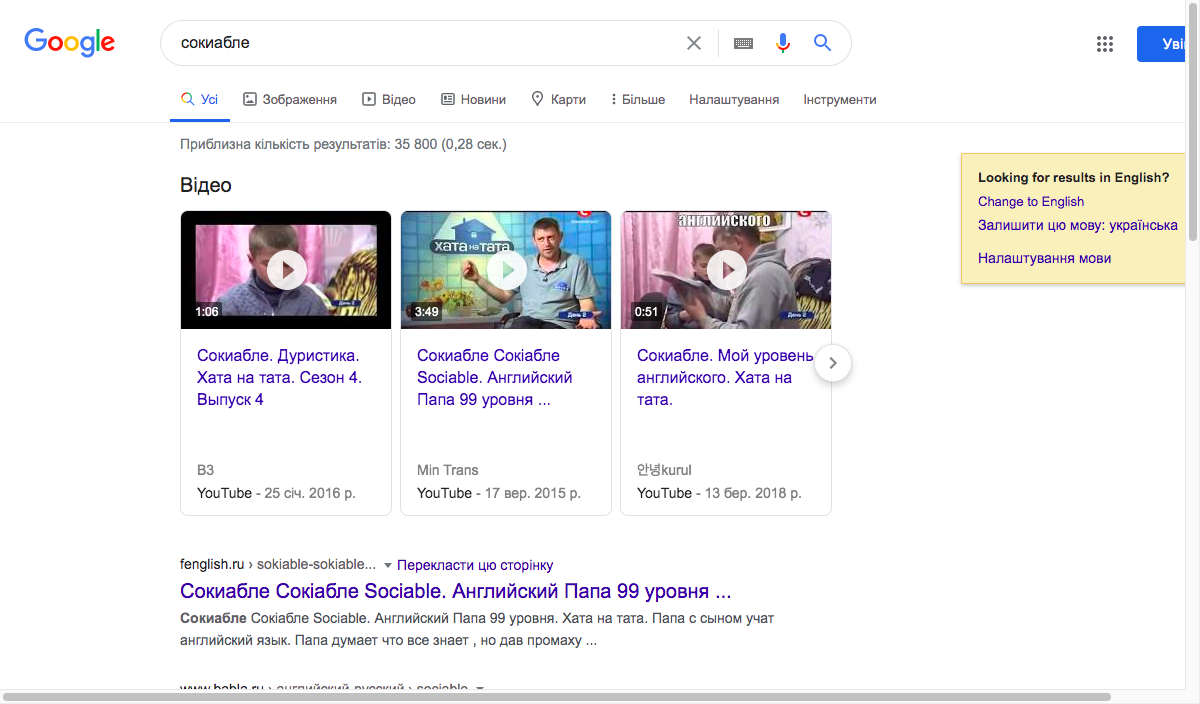 Google
сокиабле
Уві
Усі
Зображення
Відео
Новини
Карти
Більше
Налаштування
Інструменти
Приблизна кількість результатів: 35 800 (0,28 сек.)
Looking for results in English?
Change to English
Залишити цю мову: українська
Налаштування мови
Відео
1:06
День 2
Сокиабле. Дуристика.
Хата на тата. Сезон 4.
Выпуск 4
B3
YouTube - 25 січ. 2016 р.
ХАТА НА ТАТА
3:49
День 2
Сокиабле Сокіабле
Sociable. Английский
Папа 99 уровня ...
Min Trans
YouTube - 17 вер. 2015 р.
АНГЛИЙСКОГО
0:51
День 2
Сокиабле. Мой уровень
английского. Хата на
тата.
안녕kurul
YouTube - 13 бер. 2018 р.
fenglish.ru › sokiable-sokiable... Перекласти цю сторінку
Сокиабле Сокіабле Sociable. Английский Папа 99 уровня ...
Сокиабле Сокіабле Sociable. Английский Папа 99 уровня. Хата на тата. Папа с сыном учат
английский язык. Папа думает что все знает , но дав промаху ...
www.babla.ru › английский-русский › sociable